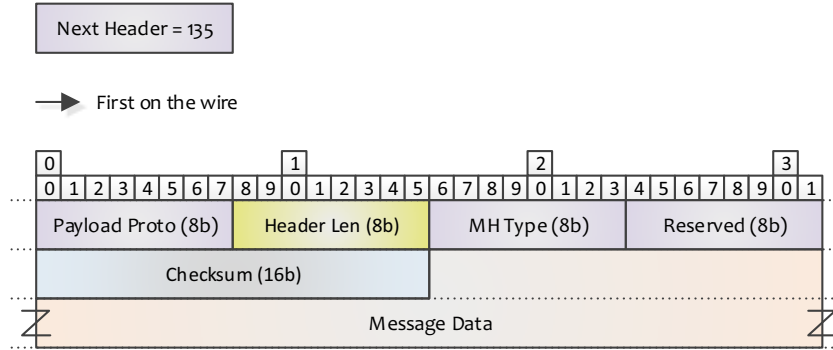 Next Header = 135
First on the wire
0 1 2 3
0 1 2 3 4 5 6 7 8 9 0 1 2 3 4 5 6 7 8 9 0 1 2 3 4 5 6 7 8 9 0 1
Payload Proto (8b) Header Len (8b) MH Type (8b) Reserved (8b)
Checksum (16b)
Message Data